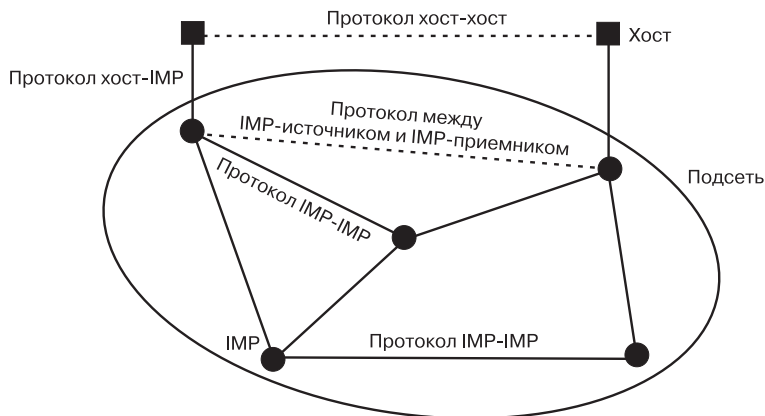 Протокол хост-хост
Хост
Протокол хост-IMP
Протокол между
IMP-источником и IMP-приемником
Подсеть
Протокол IMP-IMP
IMP
Протокол IMP-IMP